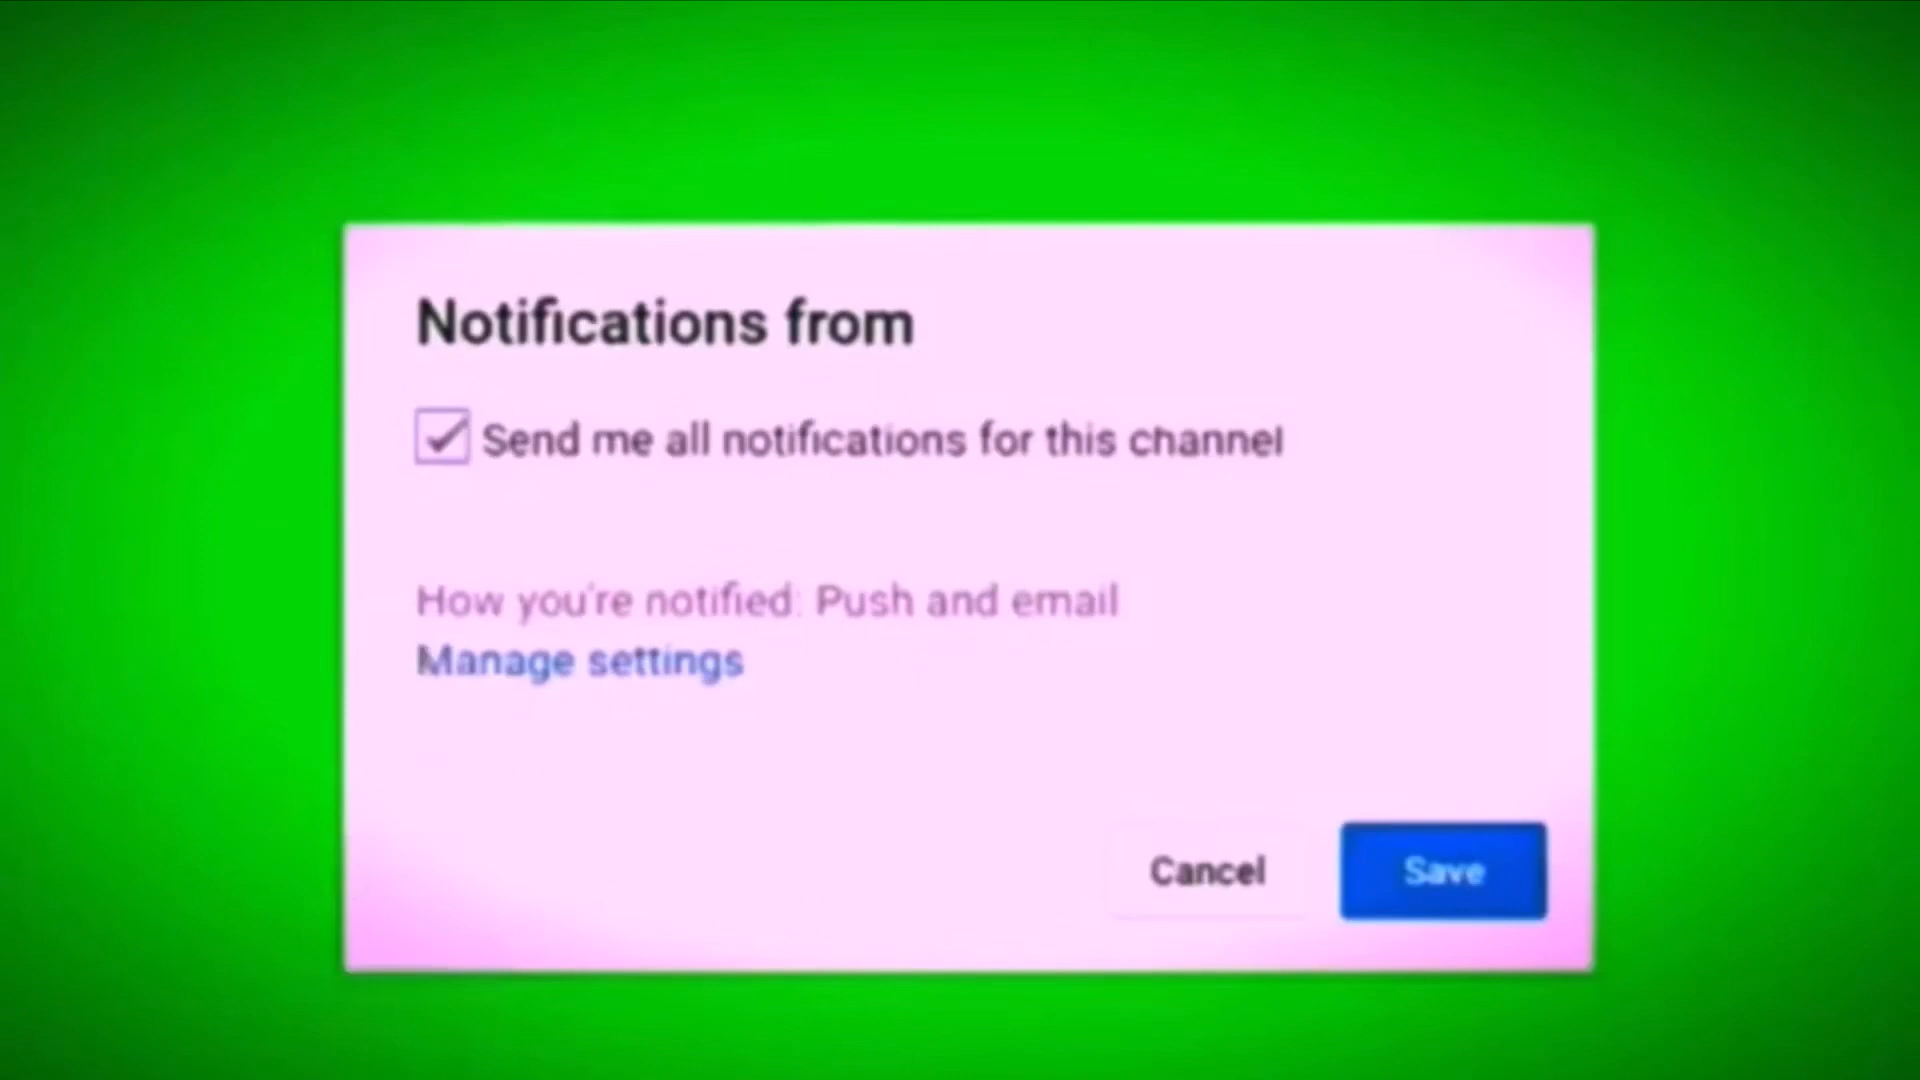 Notifications from
Send me all notifications for this channel
How you're notified: Push and email
Manage settings
Cancel
Save